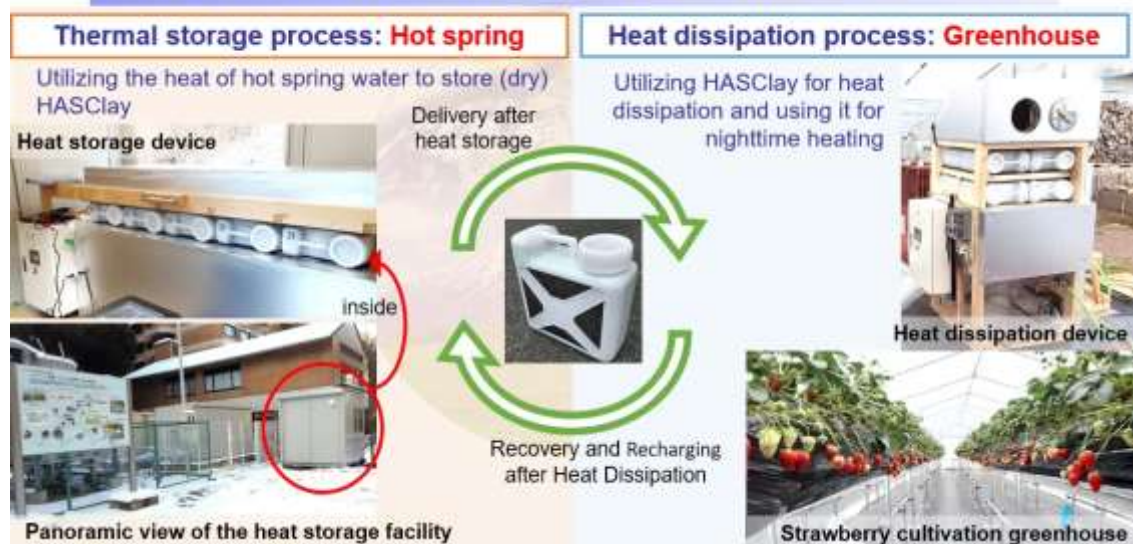 Thermal storage process: Hot spring
Utilizing the heat of hot spring water to store (dry)
HASClay
Heat storage device
inside
Panoramic view of the heat storage facility
Delivery after
heat storage
Recovery and Recharging
after Heat Dissipation
Heat dissipation process: Greenhouse
Utilizing HASClay for heat
dissipation and using it for
nighttime heating
Heat dissipation device
Strawberry cultivation greenhouse